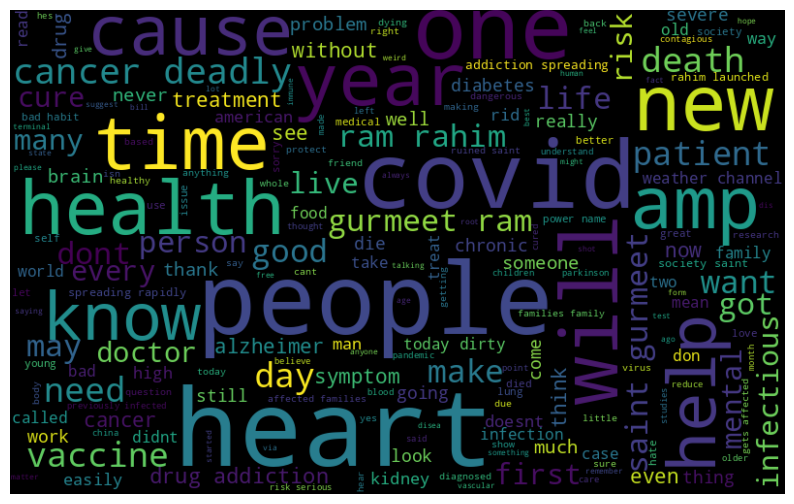 read
hes
drug
cause
problem
without
dying
right
one
back
feel
hope
contagious
risk
severe
old
society
way
cancer deadly
year
addiction spreading
death
rahim launched
give
weird
human
fact
cure
never
treatment
immune
diabetes
life
dangerous
new
suggest
lot
bill
left
making
best
bad habit
american
see
well
rid
really
terminal
time
medical
made
many
ram rahim
better
patient
state
based
sorry
protect
ruined saint
understand
might
please
isn
anything
friend
always
covid
weather channel
brain
live
healthy
issue
whole
use
health
food
gurmeet ram
power name
amp
self
thought
root
cured
shot
great
research
dis
person
good
die
chronic
now
family
dont
every
take
treat
someone
will
society saint
two
want
world
thank
say
cant
talking
getting
children
parkinson
mean
got
let
spreading rapidly
free
people
families family
form
saying
know
age
test
may
alzheimer
man
today dirty
come
don
ago
love
doctor
believe
anyone
pandemic
virus
month
young
bad
high
today
day
symptom
make
point
think
saint gurmeet
reduce
help
mental
infectious
need
question
still
going
died
lung
previously infected
affected families
blood
due
body
called
cancer
heart
yes
disea
doesnt
little
hate
gets affected
studies
older
work
china
didnt
look
said
infection
show
something
much
case
sure
vaccine
easily
started
via
hear
kidney
diagnosed
vascular
first
remember
care
even
thing
matter
drug addiction
risk serious